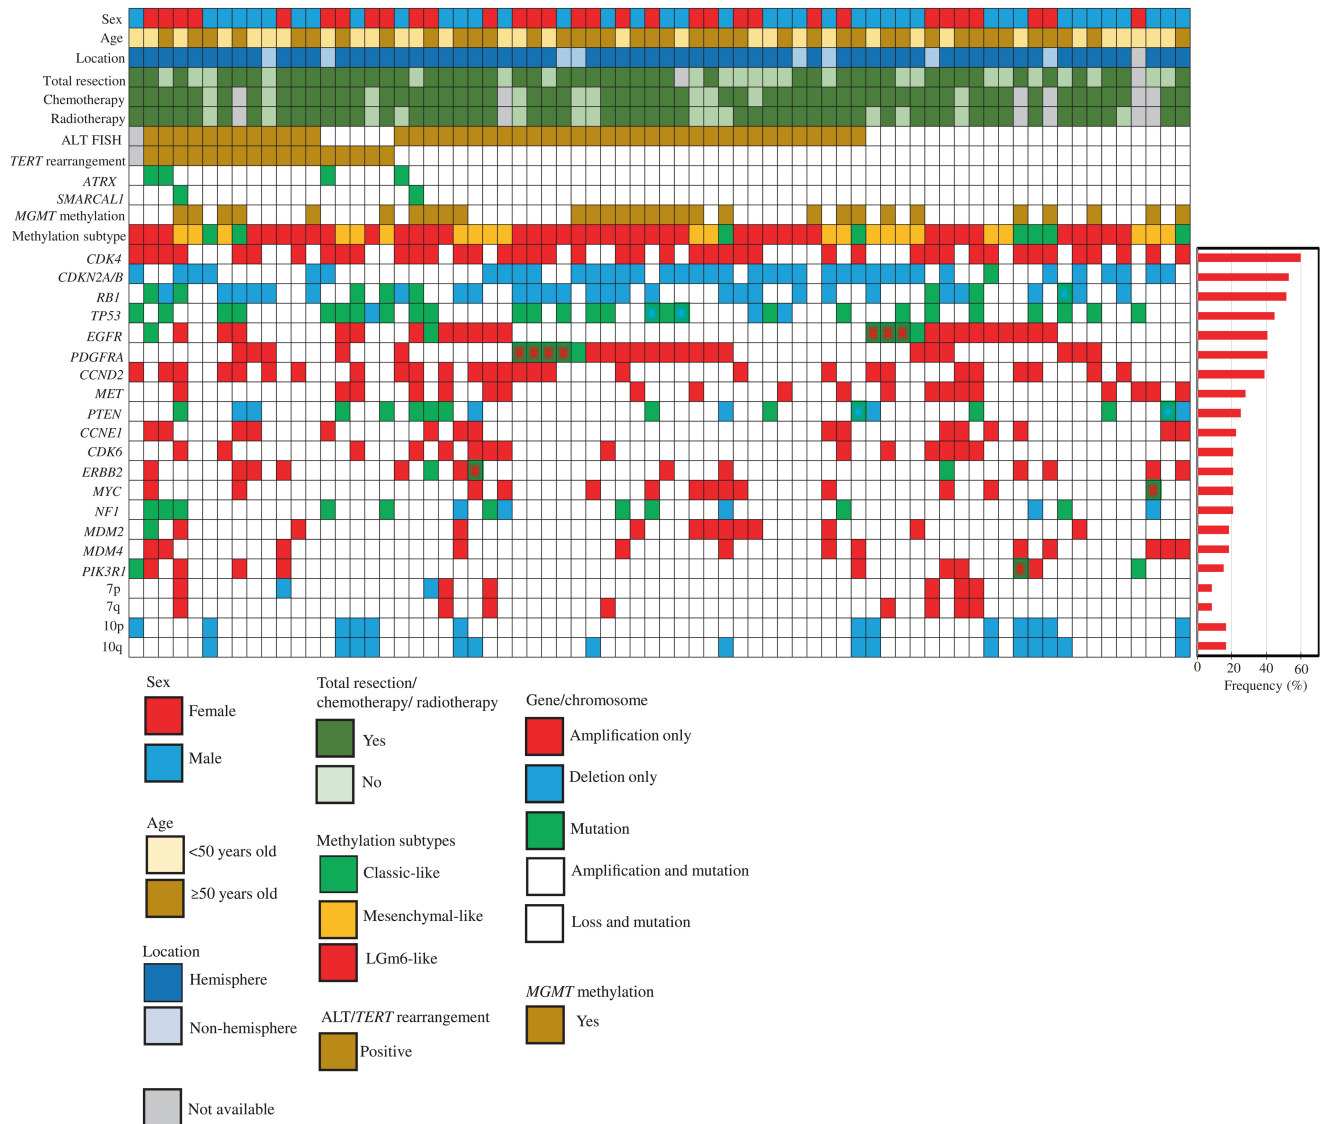 Sex
Age
Location
Total resection
Chemotherapy
Radiotherapy
ALT FISH
TERT rearrangement
ATRX
SMARCAL1
MGMT methylation
Methylation subtype
CDK4
CDKN2A/B
RB1
TP53
EGFR
PDGFRA
CCND2
MET
PTEN
CCNE1
CDK6
ERBB2
MYC
NF1
MDM2
MDM4
PIK3R1
7p
7q
10p
10q
0 20 40 60
Frequency (%)
Sex
Female
Male
Age
<50 years old
≥50 years old
Location
Hemisphere
Non-hemisphere
Not available
Total resection/
chemotherapy/ radiotherapy
Yes
No
Methylation subtypes
Classic-like
Mesenchymal-like
LGm6-like
ALT/TERT rearrangement
Positive
Gene/chromosome
Amplification only
Deletion only
Mutation
Amplification and mutation
Loss and mutation
MGMT methylation
Yes